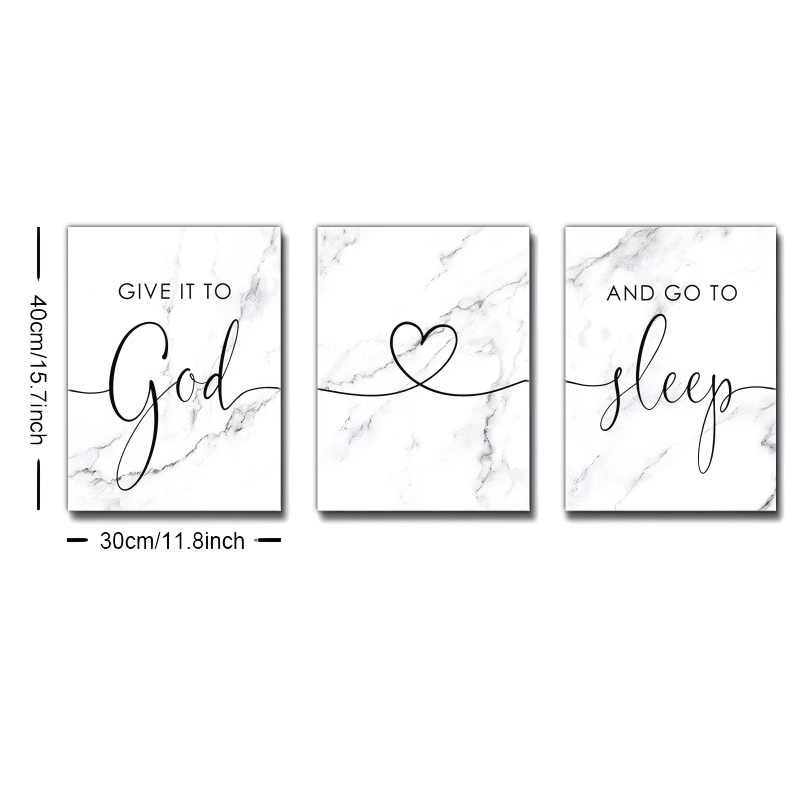 GIVE IT TO
God
AND GO TO
sleep
40cm/15.7inch
30cm/11.8inch